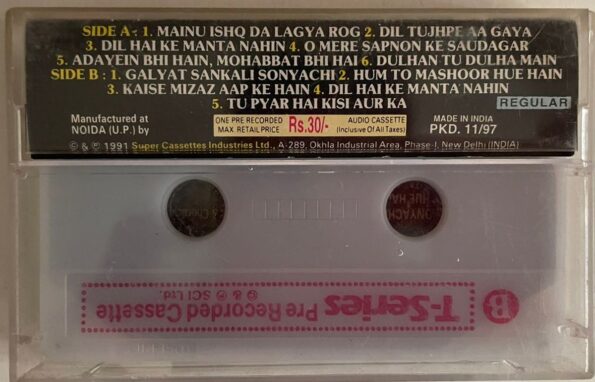 SIDE A : 1. MAINU ISHQ DA LAGYA ROG 2. DIL TUJHPE AA GAYA
3. DIL HAI KE MANTA NAHIN 4. O MERE SAPNON KE SAUDAGAR
5. ADAYEIN BHI HAIN, MOHABBAT BHI HAI 6. DULHAN TU DULHA MAIN
SIDE B : 1. GALYAT SANKALI SONYACHI 2. HUM TO MASHOOR HUE HAIN
3. KAISE MIZAZ AAP KE HAIN 4. DIL HAI KE MANTA NAHIN
5. TU PYAR HAI KISI AUR KA
REGULAR
Manufactured at
NOIDA (U.P.) by
ONE PRE RECORDED
MAX. RETAIL PRICE
Rs.30/-
AUDIO CASSETTE
(Inclusive Of All Taxes)
MADE IN INDIA
PKD. 11/97
© & ℗ 1991 Super Cassettes Industries Ltd., A-289, Okhla Industrial Area, Phase-I, New Delhi (INDIA)
ONYACH
HUE HAI
B T-Series Pre Recorded Cassette
© & ℗ SCI Ltd.